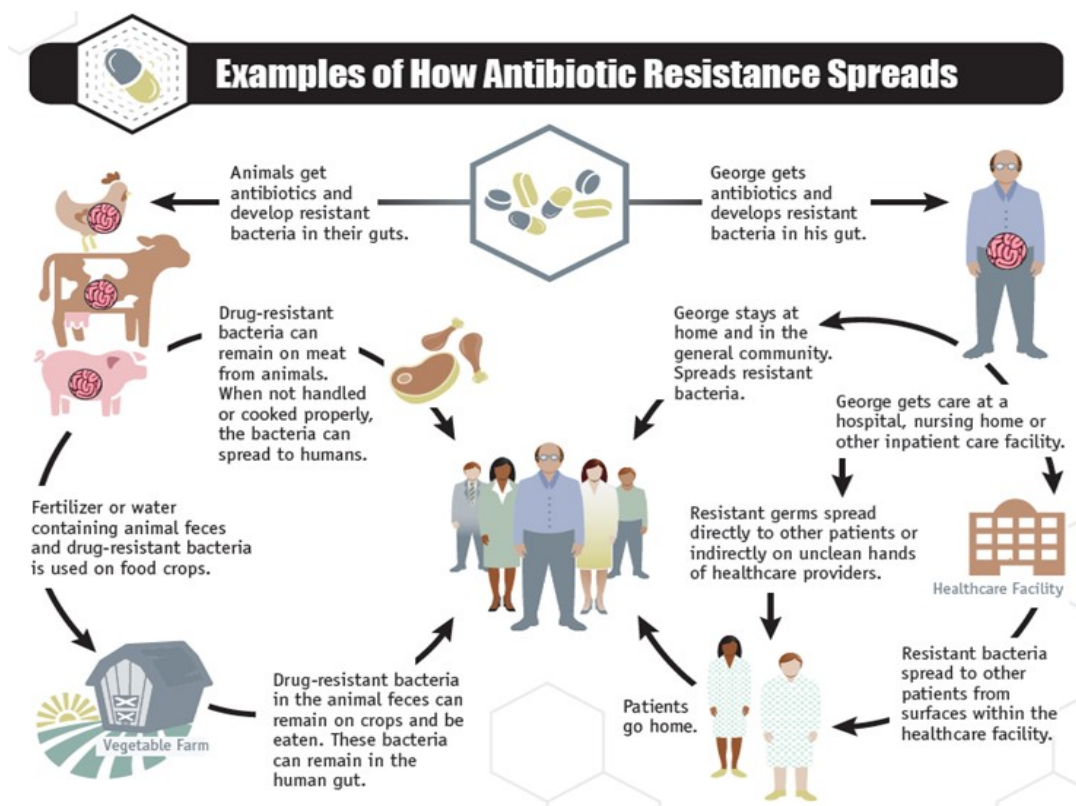 Examples of How Antibiotic Resistance Spreads
Animals get
antibiotics and
develop resistant
bacteria in their guts.
George gets
antibiotics and
develops resistant
bacteria in his gut.
Drug-resistant
bacteria can
remain on meat
from animals.
When not handled
or cooked properly,
the bacteria can
spread to humans.
George stays at
home and in the
general community.
Spreads resistant
bacteria.
George gets care at a
hospital, nursing home or
other inpatient care facility.
Fertilizer or water
containing animal feces
and drug-resistant bacteria
is used on food crops.
Resistant germs spread
directly to other patients or
indirectly on unclean hands
of healthcare providers.
Healthcare Facility
Vegetable Farm
Drug-resistant bacteria
in the animal feces can
remain on crops and be
eaten. These bacteria
can remain in the
human gut.
Patients
go home.
Resistant bacteria
spread to other
patients from
surfaces within the
healthcare facility.